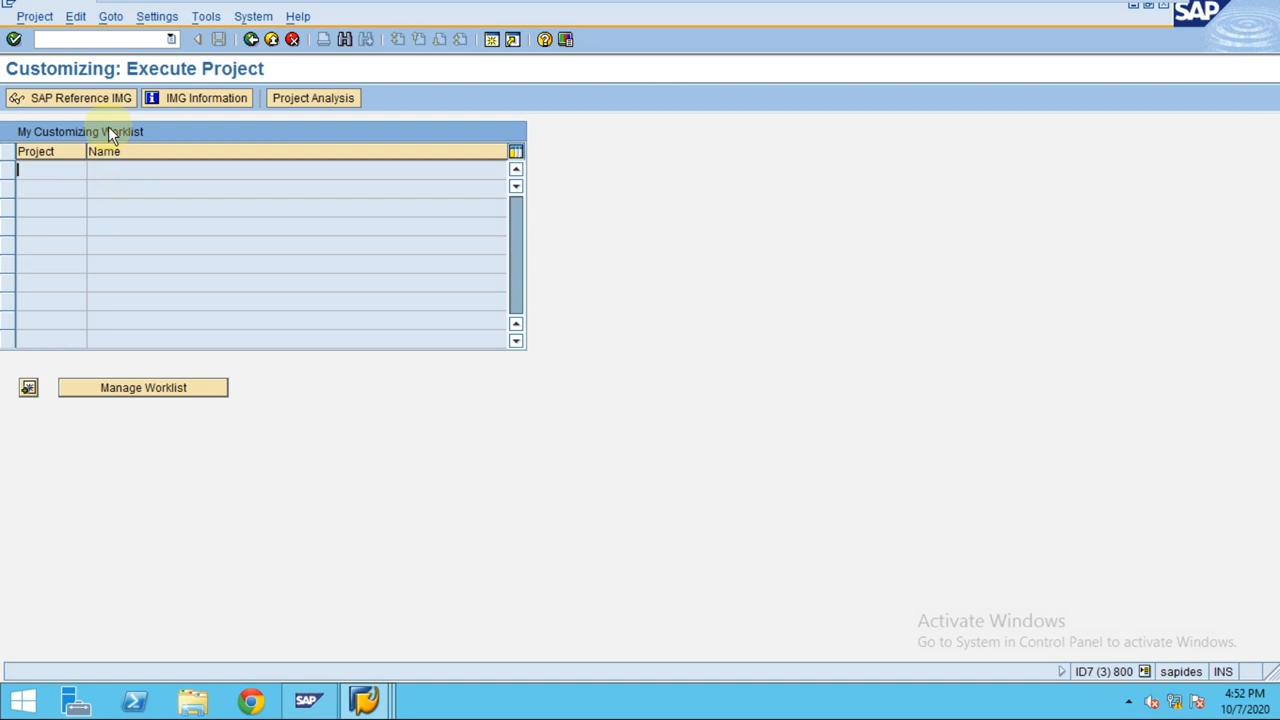 Project Edit Goto Settings Tools System Help
SAP
Customizing: Execute Project
SAP Reference IMG IMG Information Project Analysis
My Customizing Worklist
Project Name
Manage Worklist
Activate Windows
Go to System in Control Panel to activate Windows.
ID7 (3) 800 sapides INS
SAP
4:52 PM
10/7/2020